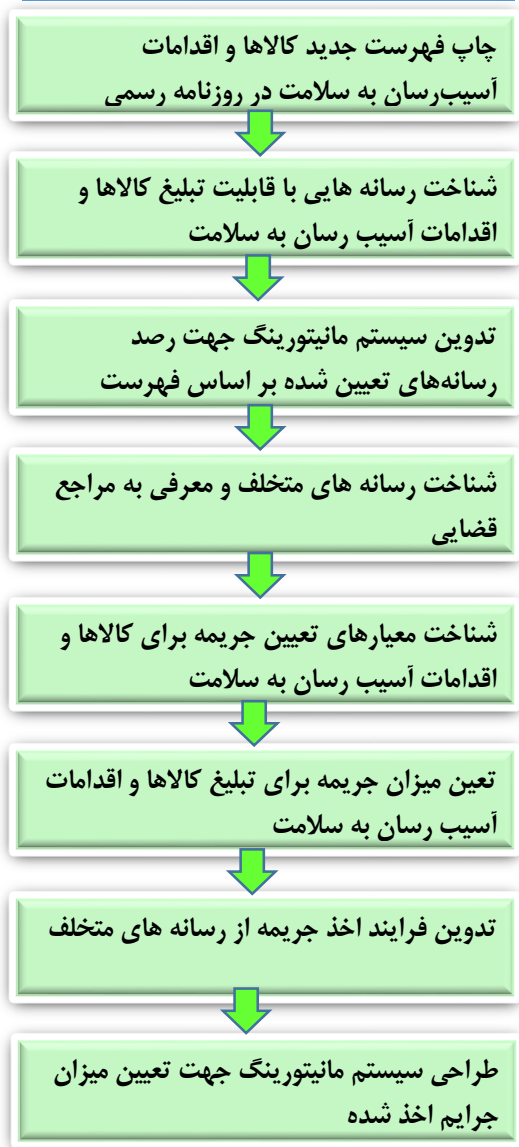 چاپ فهرست جدید کالاها و اقدامات
آسیب‌رسان به سلامت در روزنامه رسمی
شناخت رسانه هایی با قابلیت تبلیغ کالاها و
اقدامات آسیب رسان به سلامت
تدوین سیستم مانیتورینگ جهت رصد
رسانه‌های تعیین شده بر اساس فهرست
شناخت رسانه های متخلف و معرفی به مراجع
قضایی
شناخت معیارهای تعیین جریمه برای کالاها و
اقدامات آسیب رسان به سلامت
تعین میزان جریمه برای تبلیغ کالاها و اقدامات
آسیب رسان به سلامت
تدوین فرایند اخذ جریمه از رسانه های متخلف
طراحی سیستم مانیتورینگ جهت تعیین میزان
جرایم اخذ شده